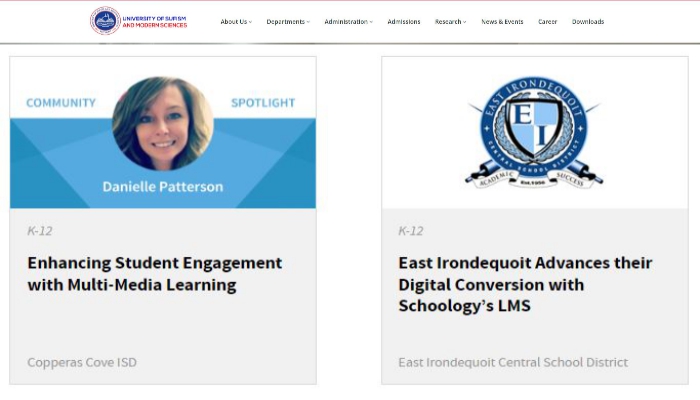 UNIVERSITY OF SUFISM
AND MODERN SCIENCES
About Us
Departments
Administration
Admissions
Research
News & Events
Career
Downloads
COMMUNITY SPOTLIGHT
Danielle Patterson
K-12
Enhancing Student Engagement
with Multi-Media Learning
Copperas Cove ISD
EAST IRONDEQUOIT
E I
CENTRAL SCHOOL DISTRICT
ACADEMIC SUCCESS
Est.1956
K-12
East Irondequoit Advances their
Digital Conversion with
Schoology’s LMS
East Irondequoit Central School District